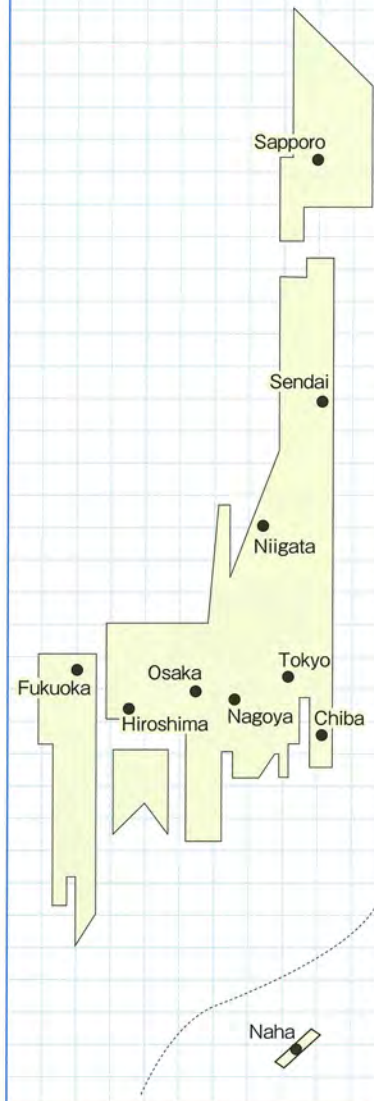 Sapporo
Sendai
Niigata
Tokyo
Osaka
Fukuoka
Nagoya
Chiba
Hiroshima
Naha